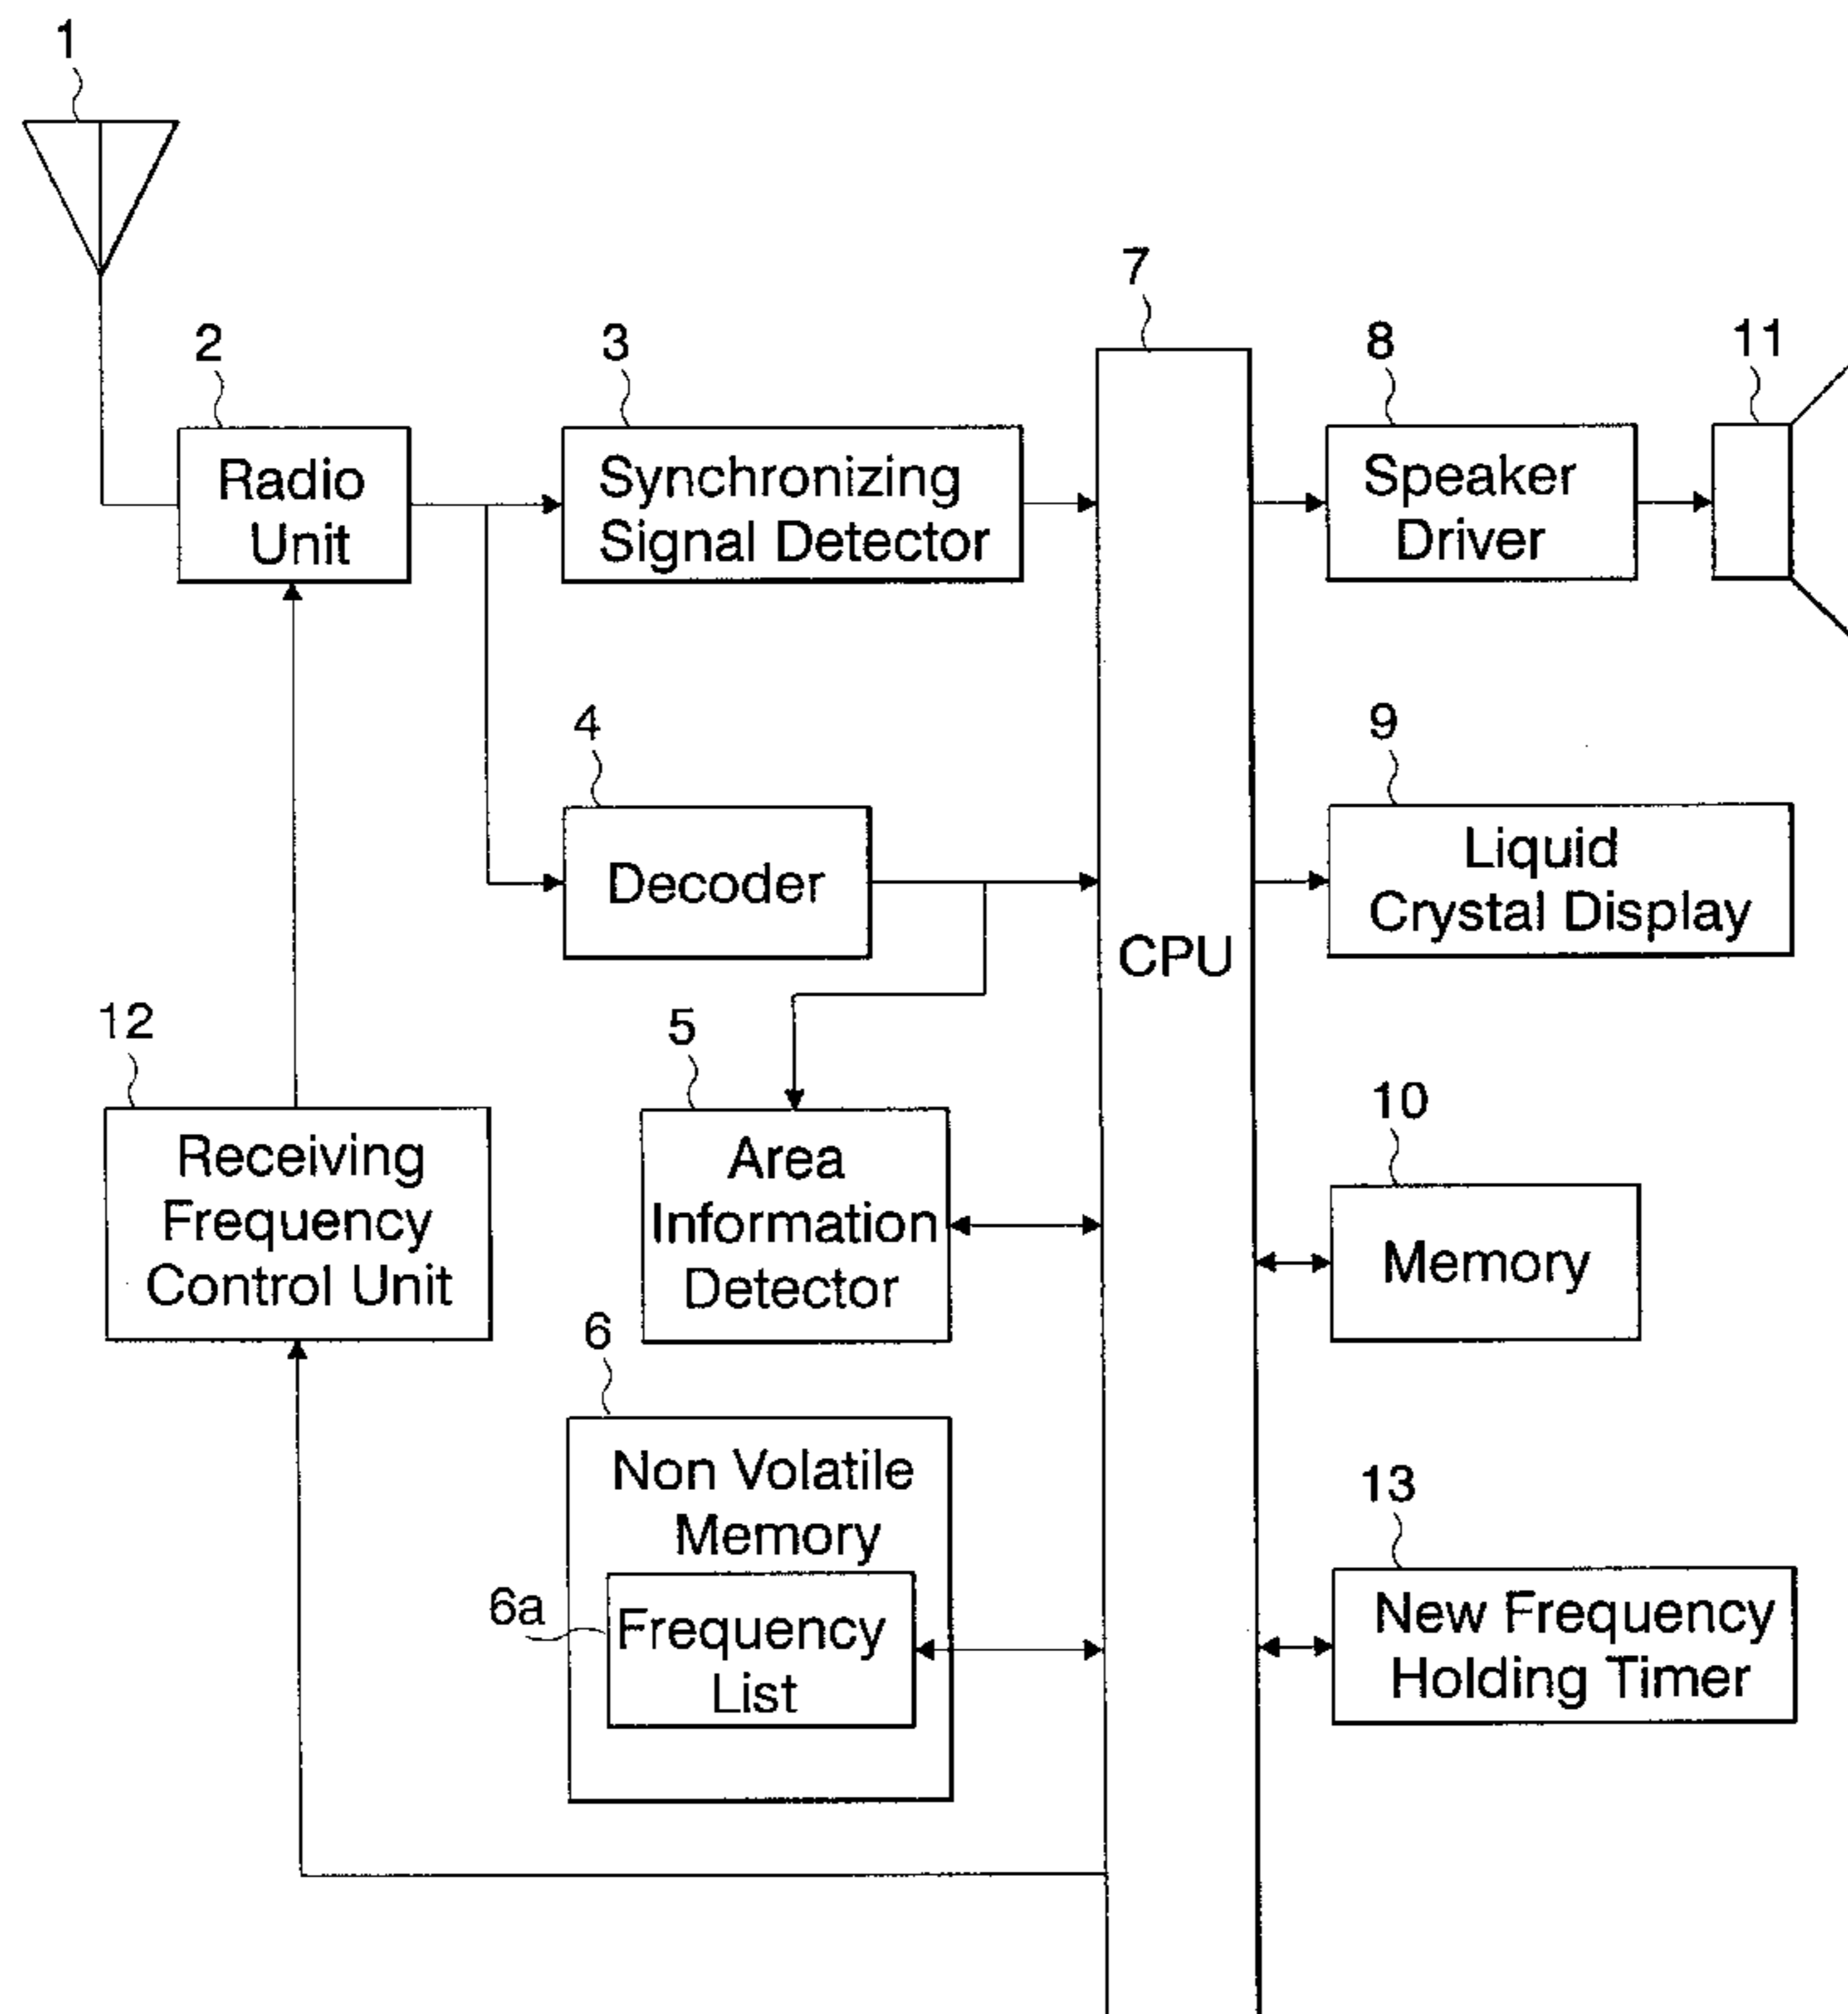 1
7
2
3
8
11
Radio
Unit
Synchronizing
Signal Detector
Speaker
Driver
4
9
Decoder
Liquid
Crystal Display
CPU
12
5
10
Receiving
Frequency
Control Unit
Area
Information
Detector
Memory
6
Non Volatile
Memory
13
6a
Frequency
List
New Frequency
Holding Timer